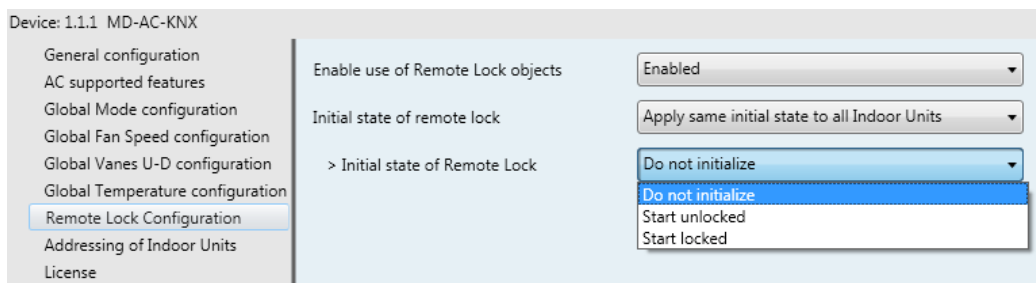 Device: 1.1.1 MD-AC-KNX
General configuration
AC supported features
Global Mode configuration
Global Fan Speed configuration
Global Vanes U-D configuration
Global Temperature configuration
Remote Lock Configuration
Addressing of Indoor Units
License
Enable use of Remote Lock objects
Enabled
Initial state of remote lock
Apply same initial state to all Indoor Units
> Initial state of Remote Lock
Do not initialize
Do not initialize
Start unlocked
Start locked